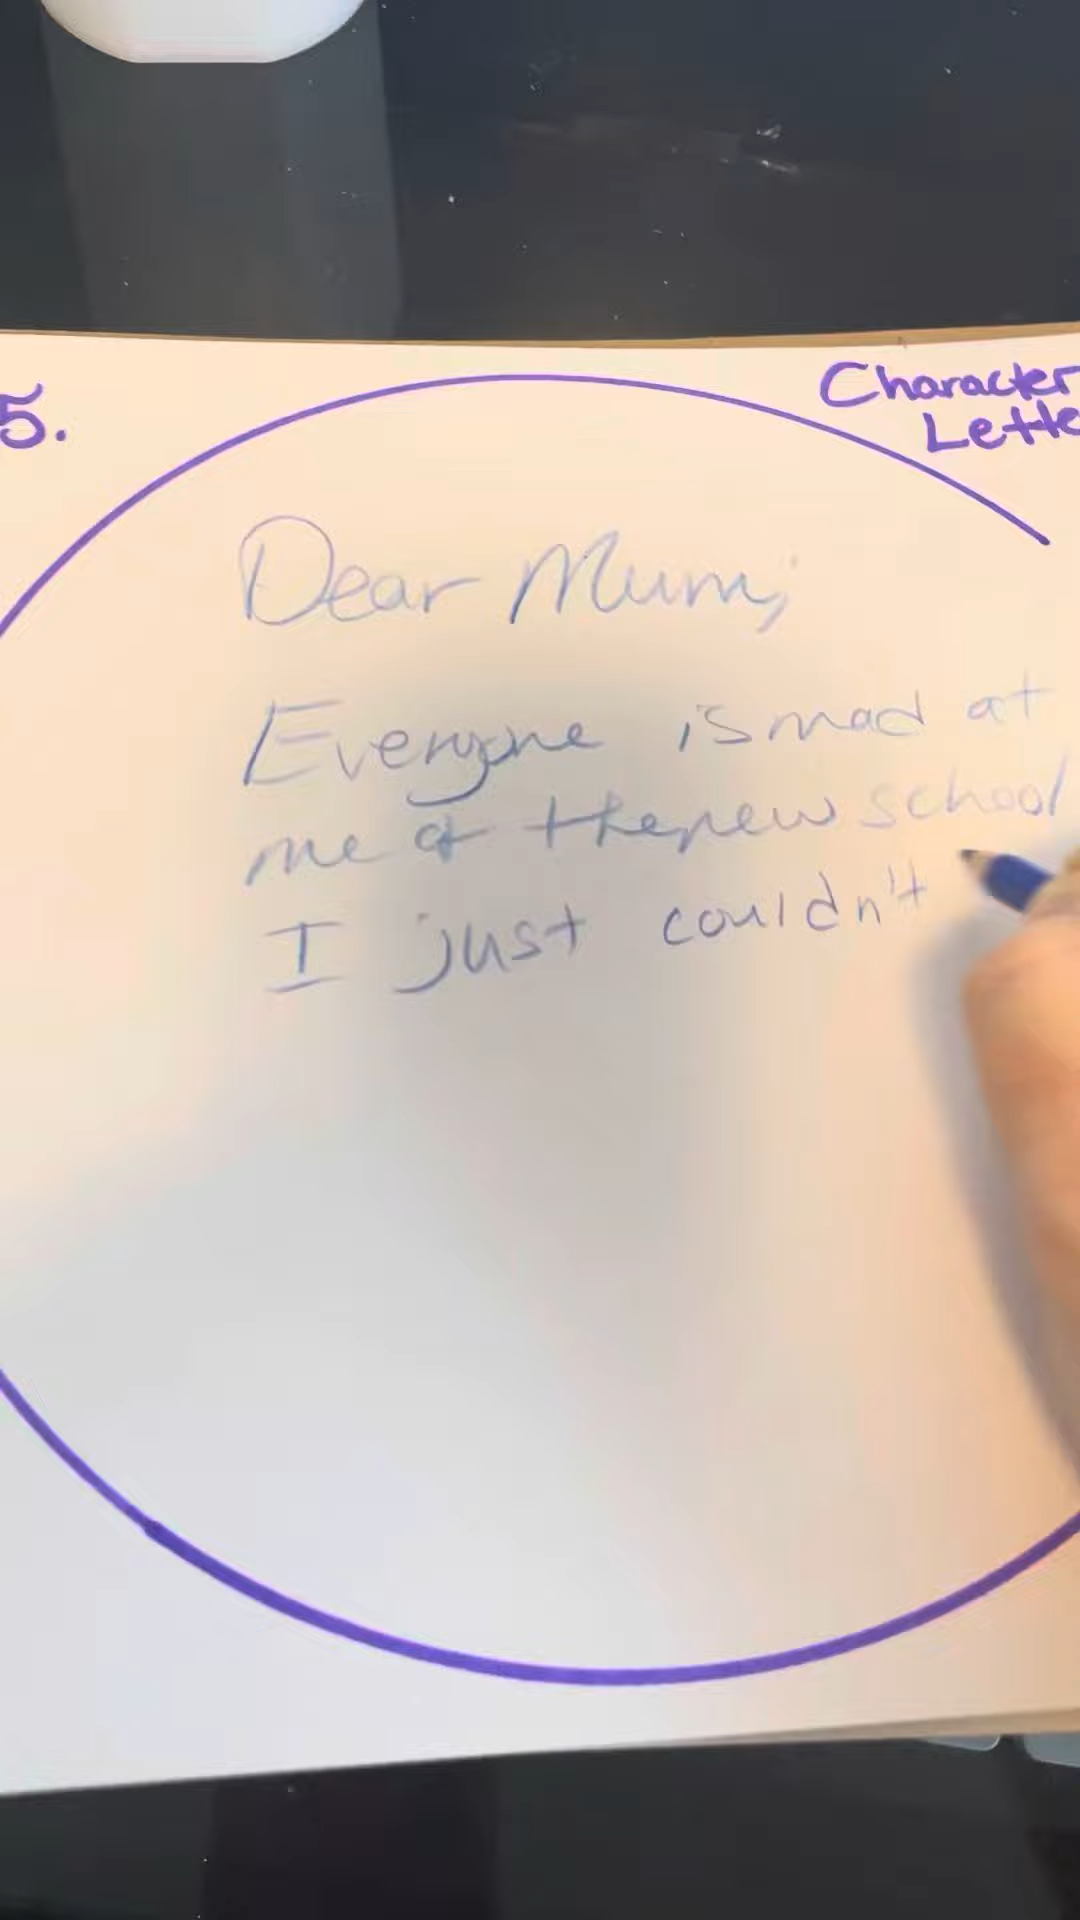 5.
Character
Lette
Dear Mum,
Everyone is mad at
me at the new school
I just couldn't